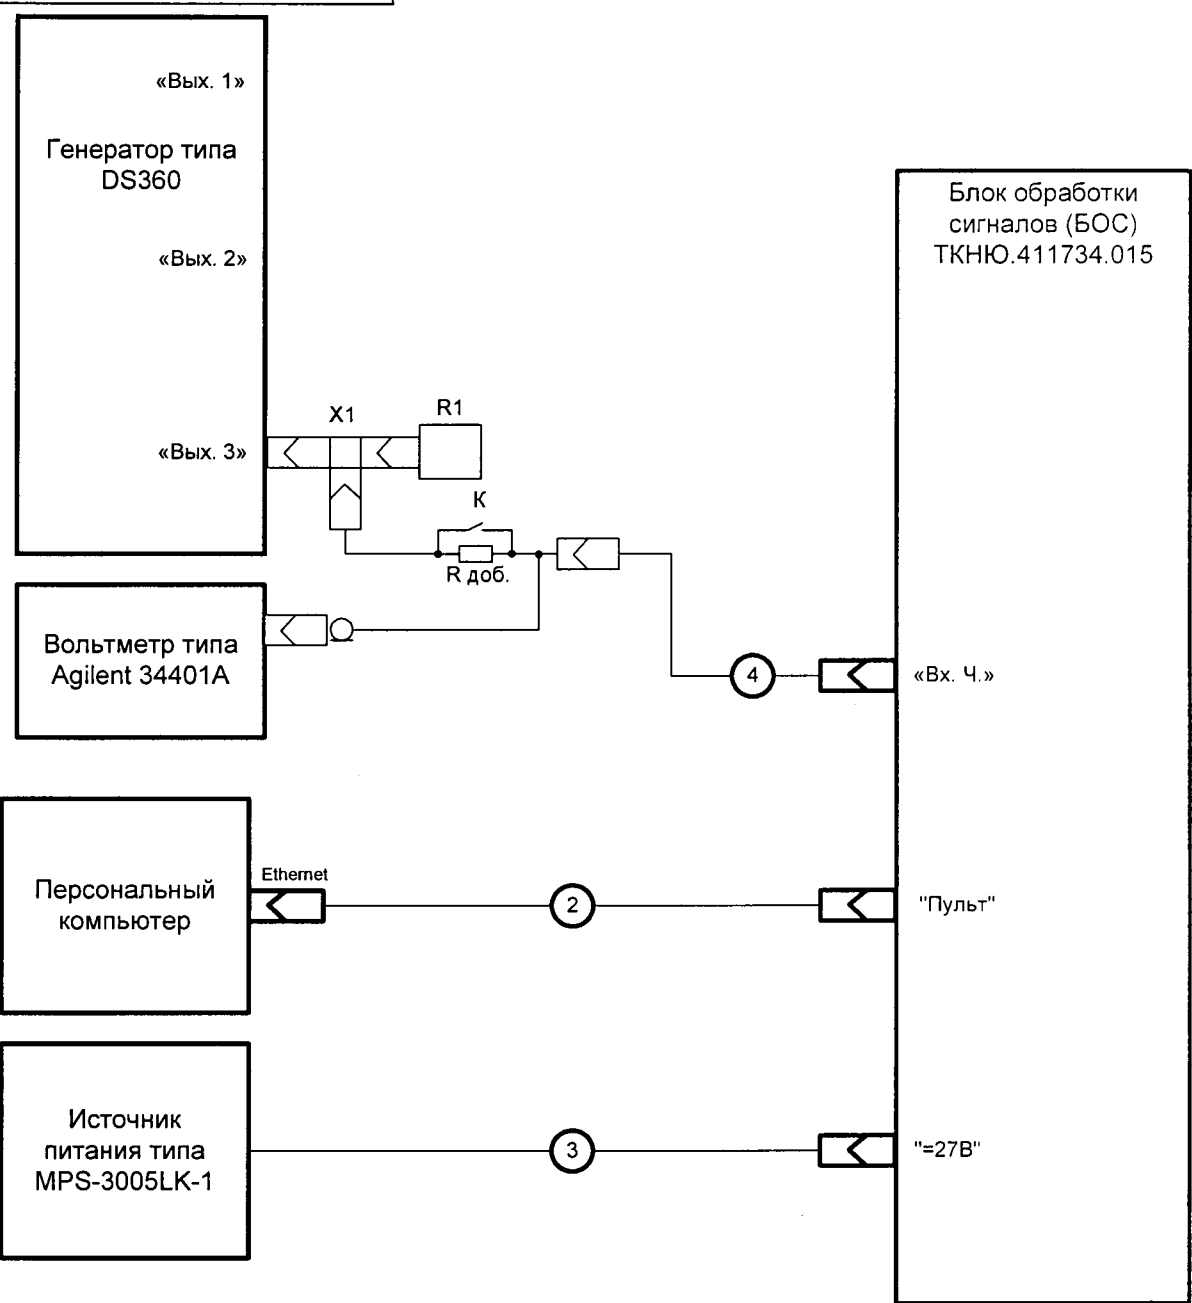 «Вых. 1»
Генератор типа
DS360
«Вых. 2»
«Вых. 3»
X1
R1
К
R доб.
Вольтметр типа
Agilent 34401A
Блок обработки
сигналов (БОС)
ТКНЮ.411734.015
4
«Вх. Ч.»
Персональный
компьютер
Ethernet
2
"Пульт"
Источник
питания типа
MPS-3005LK-1
3
"=27В"